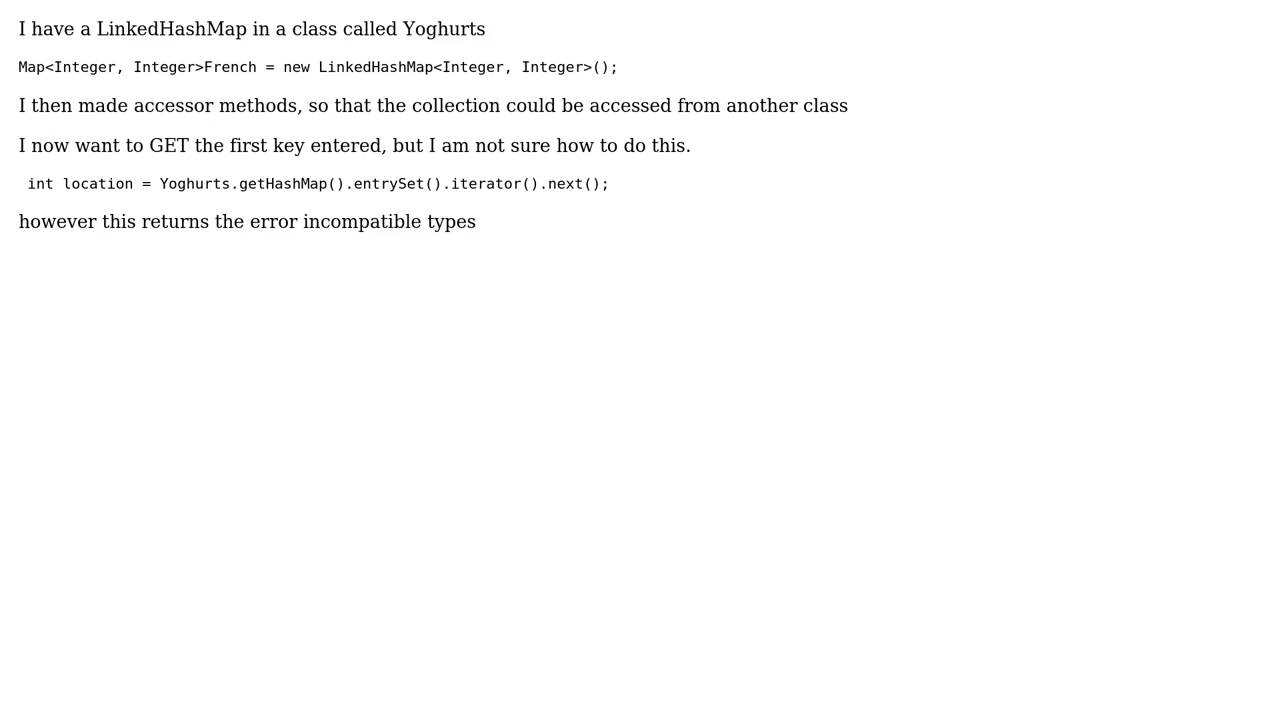 I have a LinkedHashMap in a class called Yoghurts
Map<Integer, Integer>French = new LinkedHashMap<Integer, Integer>();
I then made accessor methods, so that the collection could be accessed from another class
I now want to GET the first key entered, but I am not sure how to do this.
int location = Yoghurts.getHashMap().entrySet().iterator().next();
however this returns the error incompatible types